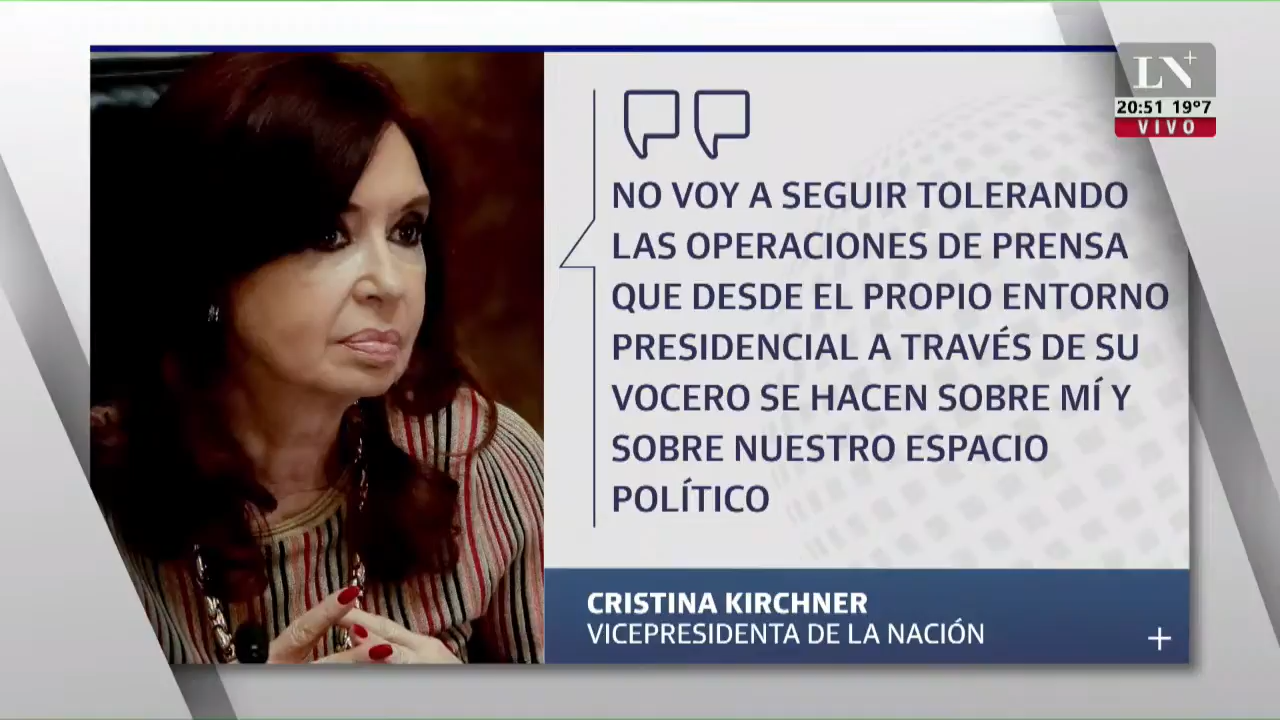 LN+
20:51 19°7
VIVO
NO VOY A SEGUIR TOLERANDO
LAS OPERACIONES DE PRENSA
QUE DESDE EL PROPIO ENTORNO
PRESIDENCIAL A TRAVÉS DE SU
VOCERO SE HACEN SOBRE MÍ Y
SOBRE NUESTRO ESPACIO
POLÍTICO
CRISTINA KIRCHNER
VICEPRESIDENTA DE LA NACIÓN